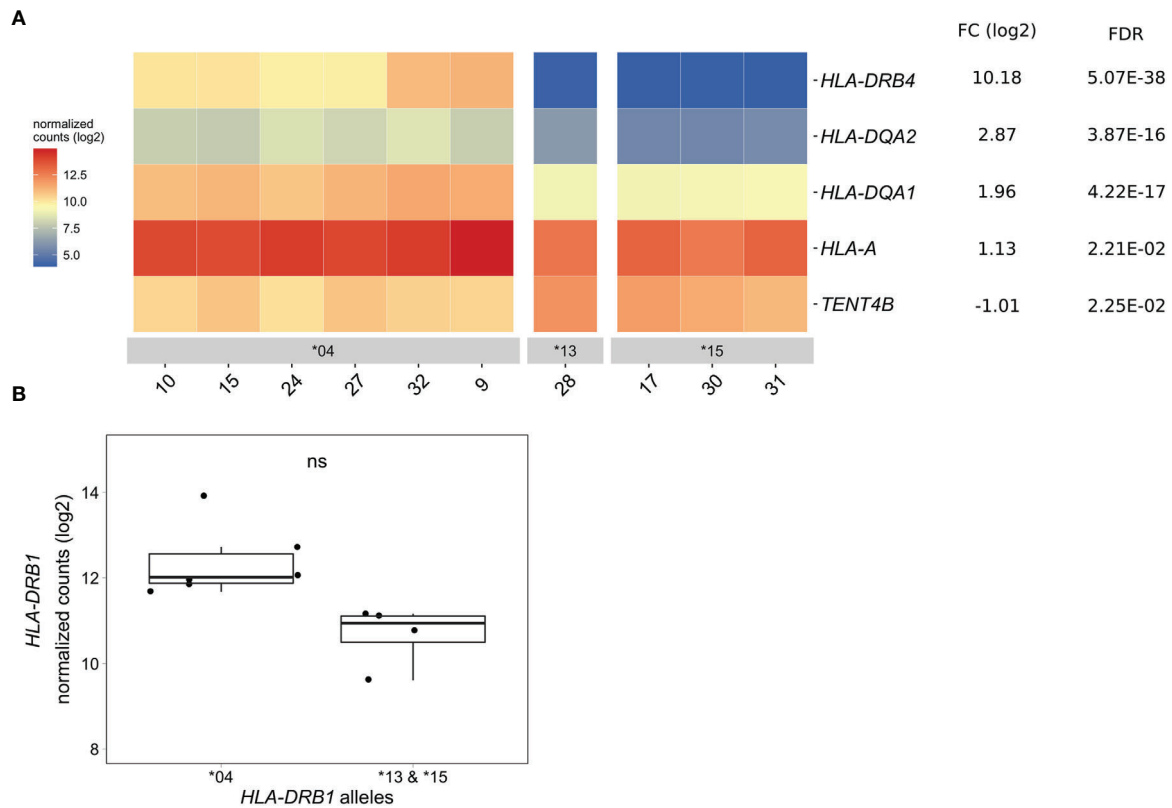 A
FC (log2) FDR
HLA-DRB4 10.18 5.07E-38
HLA-DQA2 2.87 3.87E-16
HLA-DQA1 1.96 4.22E-17
HLA-A 1.13 2.21E-02
TENT4B -1.01 2.25E-02
normalized
counts (log2)
12.5
10.0
7.5
5.0
*04 *13 *15
10 15 24 27 32 9 28 17 30 31
B
ns
HLA-DRB1
normalized counts (log2)
14
12
10
8
*04 *13 & *15
HLA-DRB1 alleles